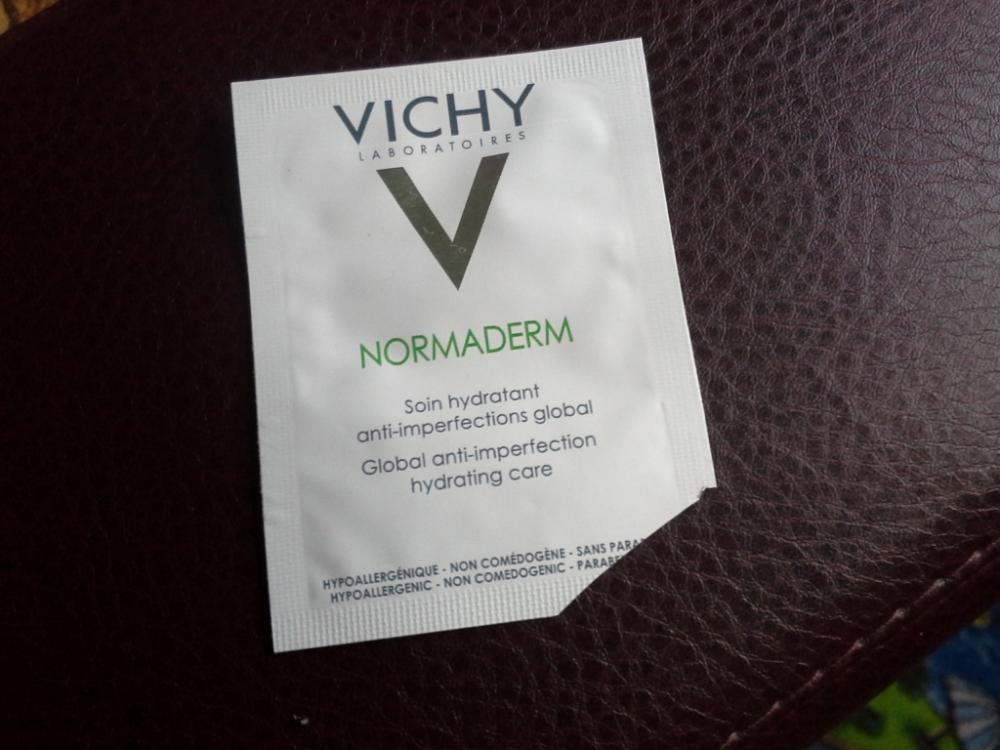 VICHY
LABORATOIRES
V
NORMADERM
Soin hydratant
anti-imperfections global
Global anti-imperfection
hydrating care
HYPOALLERGÉNIQUE - NON COMÉDOGÈNE - SANS
HYPOALLERGENIC - NON COMEDOGENIC -